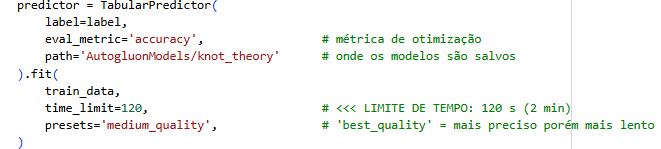 predictor = TabularPredictor(
    label=label,
    eval_metric='accuracy',                # métrica de otimização
    path='AutogluonModels/knot_theory'     # onde os modelos são salvos
).fit(
    train_data,
    time_limit=120,                        # <<< LIMITE DE TEMPO: 120 s (2 min)
    presets='medium_quality',              # 'best_quality' = mais preciso porém mais lento
)